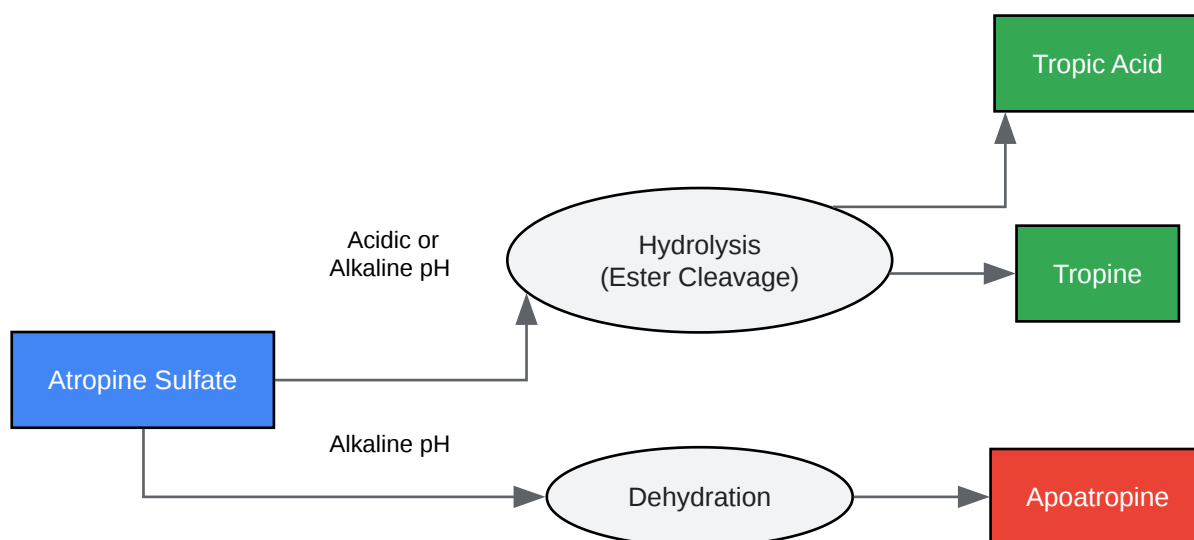 Tropic Acid
Acidic or
Alkaline pH
Hydrolysis
(Ester Cleavage)
Tropine
Atropine Sulfate
Alkaline pH
Dehydration
Apoatropine